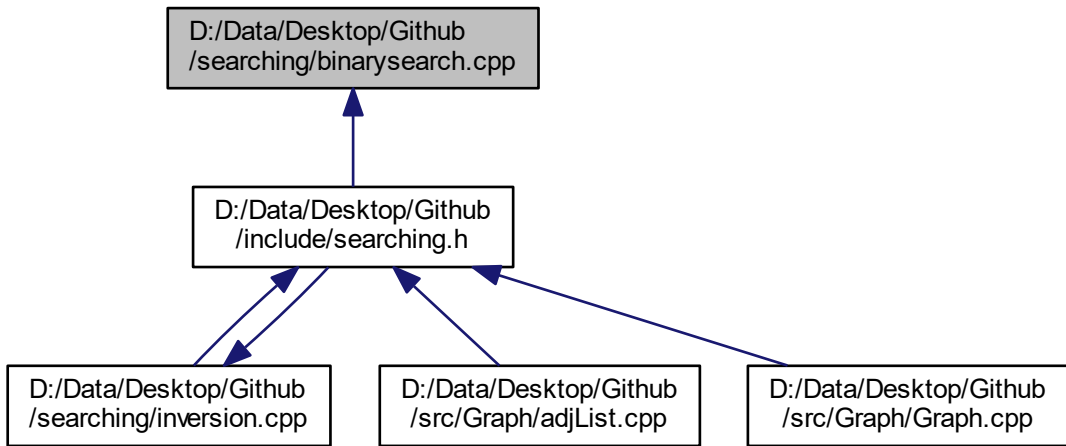 D:/Data/Desktop/Github
/searching/binarysearch.cpp
D:/Data/Desktop/Github
/include/searching.h
D:/Data/Desktop/Github
/searching/inversion.cpp
D:/Data/Desktop/Github
/src/Graph/adjList.cpp
D:/Data/Desktop/Github
/src/Graph/Graph.cpp